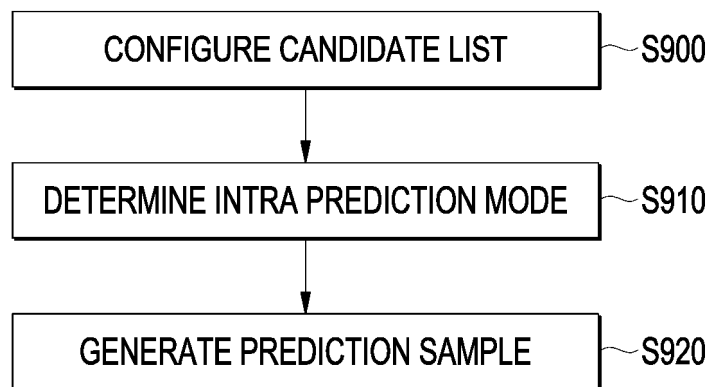 CONFIGURE CANDIDATE LIST S900
DETERMINE INTRA PREDICTION MODE S910
GENERATE PREDICTION SAMPLE S920